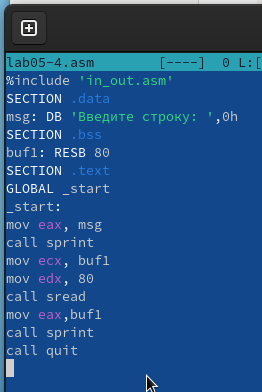 lab05-4.asm [----] 0 L:[
%include 'in_out.asm'
SECTION .data
msg: DB 'Введите строку: ',0h
SECTION .bss
buf1: RESB 80
SECTION .text
GLOBAL _start
_start:
mov eax, msg
call sprint
mov ecx, buf1
mov edx, 80
call sread
mov eax,buf1
call sprint
call quit